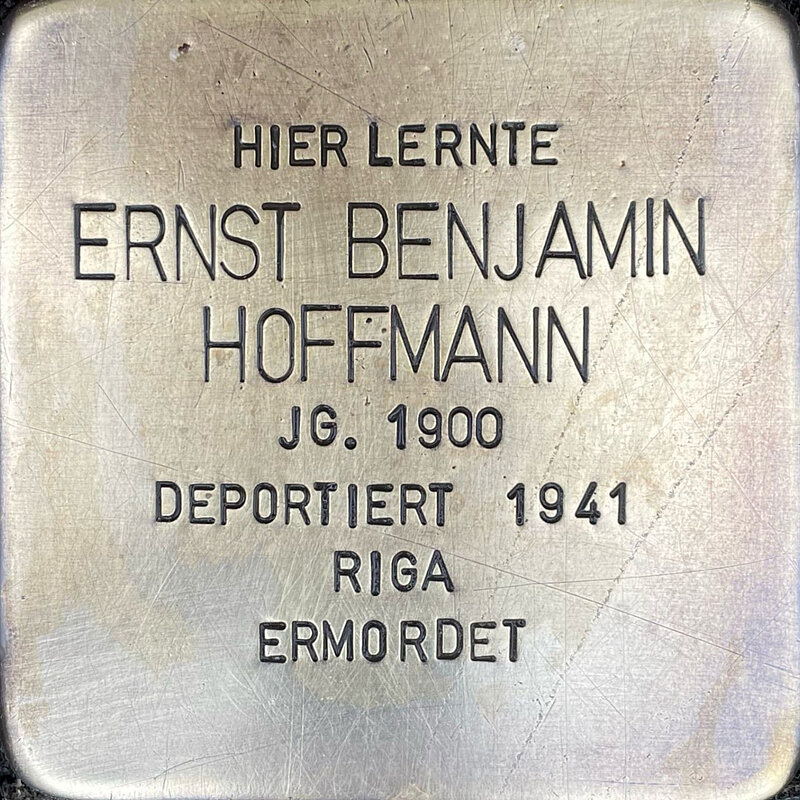 HIER LERNTE
ERNST BENJAMIN
HOFFMANN
JG. 1900
DEPORTIERT 1941
RIGA
ERMORDET